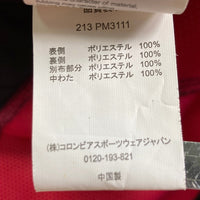 character of material.
213 PM3111
表側 ポリエステル 100%
裏側 ポリエステル 100%
別布部分 ポリエステル 100%
中わた ポリエステル 100%
(株)コロンビアスポーツウェアジャパン
0120-193-821
中国製